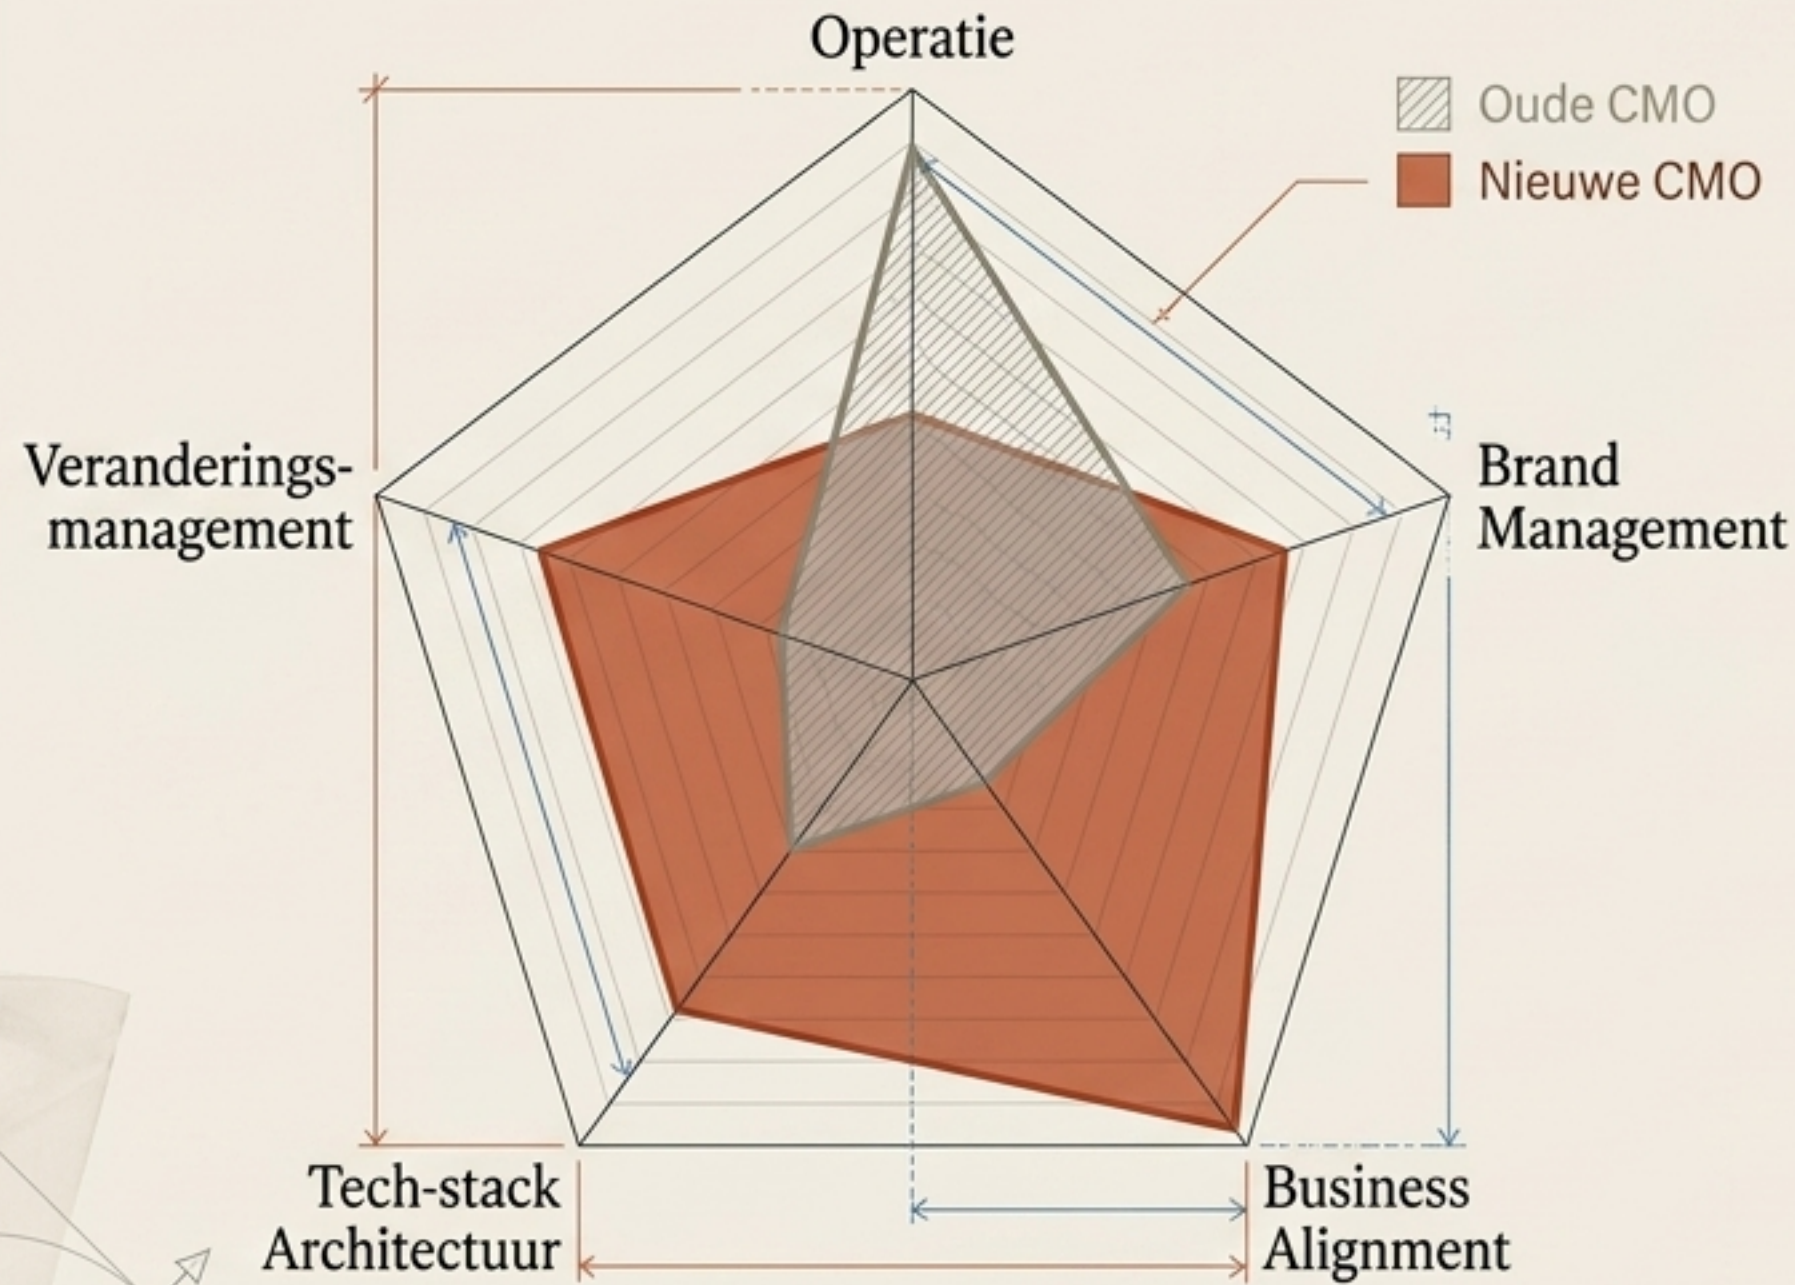 Operatie
Oude CMO
Nieuwe CMO
Veranderings-
management
Brand
Management
Tech-stack
Architectuur
Business
Alignment